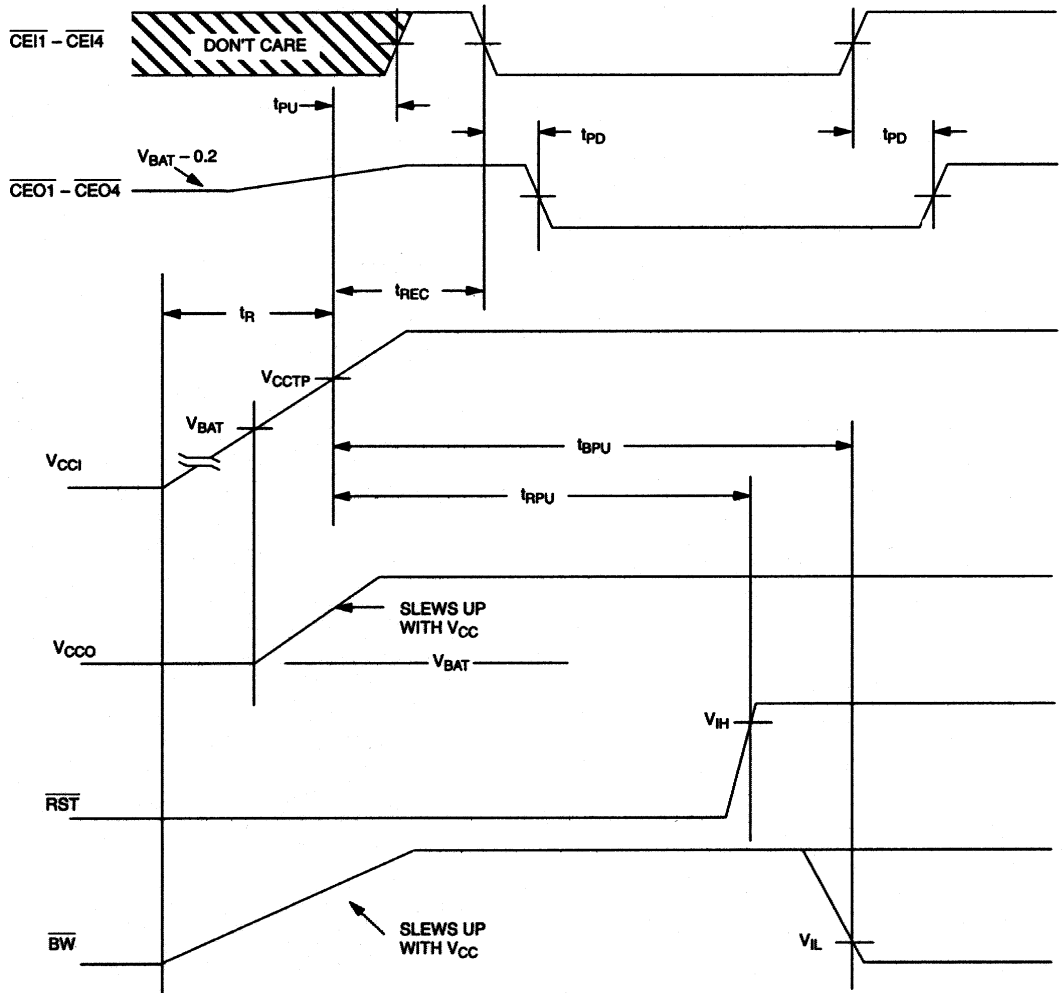 CEI1 – CEI4
DON'T CARE
tPU
tPD
tPD
VBAT – 0.2
CEO1 – CEO4
tREC
tR
VCCTP
VBAT
tBPU
VCCI
tRPU
SLEWS UP
WITH VCC
VCCO
VBAT
VIH
RST
SLEWS UP
WITH VCC
BW
VIL